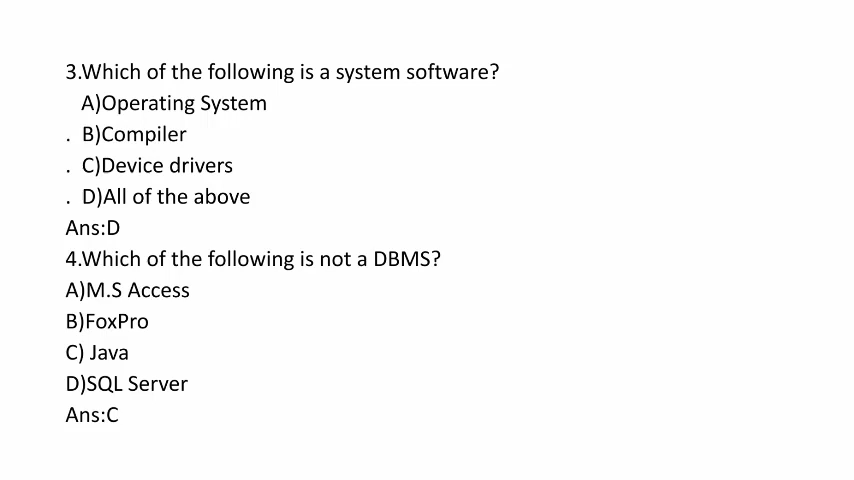 3.Which of the following is a system software?
A)Operating System
. B)Compiler
. C)Device drivers
. D)All of the above
Ans:D
4.Which of the following is not a DBMS?
A)M.S Access
B)FoxPro
C) Java
D)SQL Server
Ans:C